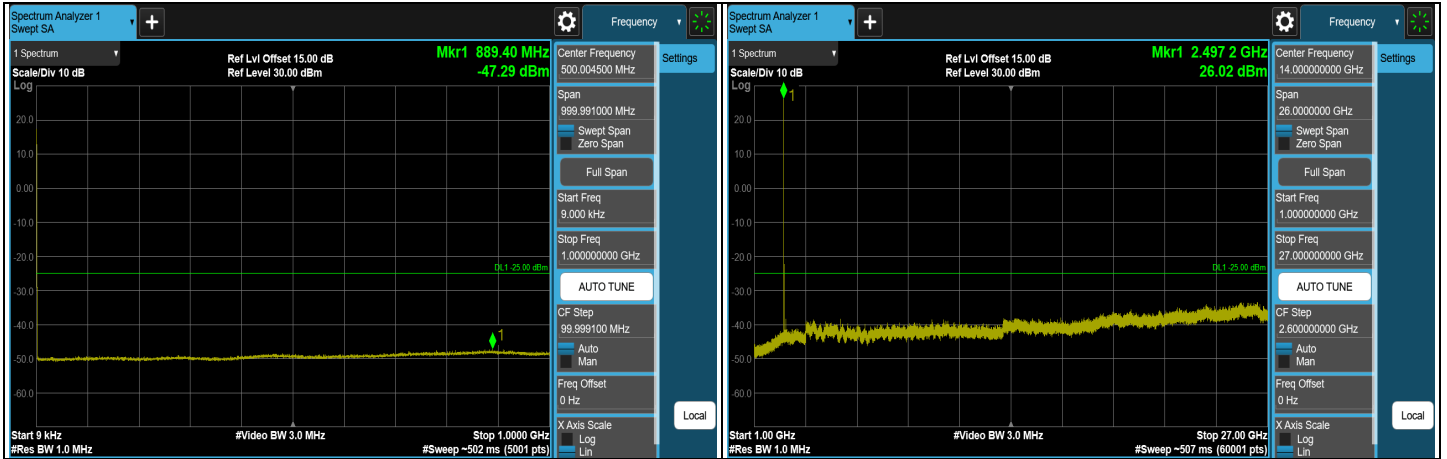 Spectrum Analyzer 1
Swept SA
+
Frequency
1 Spectrum
Scale/Div 10 dB
Log
Ref Lvl Offset 15.00 dB
Ref Level 30.00 dBm
Mkr1 889.40 MHz
-47.29 dBm
20.0
10.0
0.00
-10.0
-20.0
-30.0
-40.0
-50.0
-60.0
DL1 -25.00 dBm
1
Start 9 kHz
#Res BW 1.0 MHz
#Video BW 3.0 MHz
Stop 1.0000 GHz
#Sweep ~502 ms (5001 pts)
Center Frequency
500.004500 MHz
Span
999.991000 MHz
Swept Span
Zero Span
Full Span
Start Freq
9.000 kHz
Stop Freq
1.000000000 GHz
AUTO TUNE
CF Step
99.999100 MHz
Auto
Man
Freq Offset
0 Hz
X Axis Scale
Log
Lin
Settings
Local
Spectrum Analyzer 1
Swept SA
+
Frequency
1 Spectrum
Scale/Div 10 dB
Log
Ref Lvl Offset 15.00 dB
Ref Level 30.00 dBm
Mkr1 2.497 2 GHz
26.02 dBm
1
20.0
10.0
0.00
-10.0
-20.0
-30.0
-40.0
-50.0
-60.0
DL1 -25.00 dBm
Start 1.00 GHz
#Res BW 1.0 MHz
#Video BW 3.0 MHz
Stop 27.00 GHz
#Sweep ~507 ms (60001 pts)
Center Frequency
14.000000000 GHz
Span
26.0000000 GHz
Swept Span
Zero Span
Full Span
Start Freq
1.000000000 GHz
Stop Freq
27.000000000 GHz
AUTO TUNE
CF Step
2.600000000 GHz
Auto
Man
Freq Offset
0 Hz
X Axis Scale
Log
Lin
Settings
Local